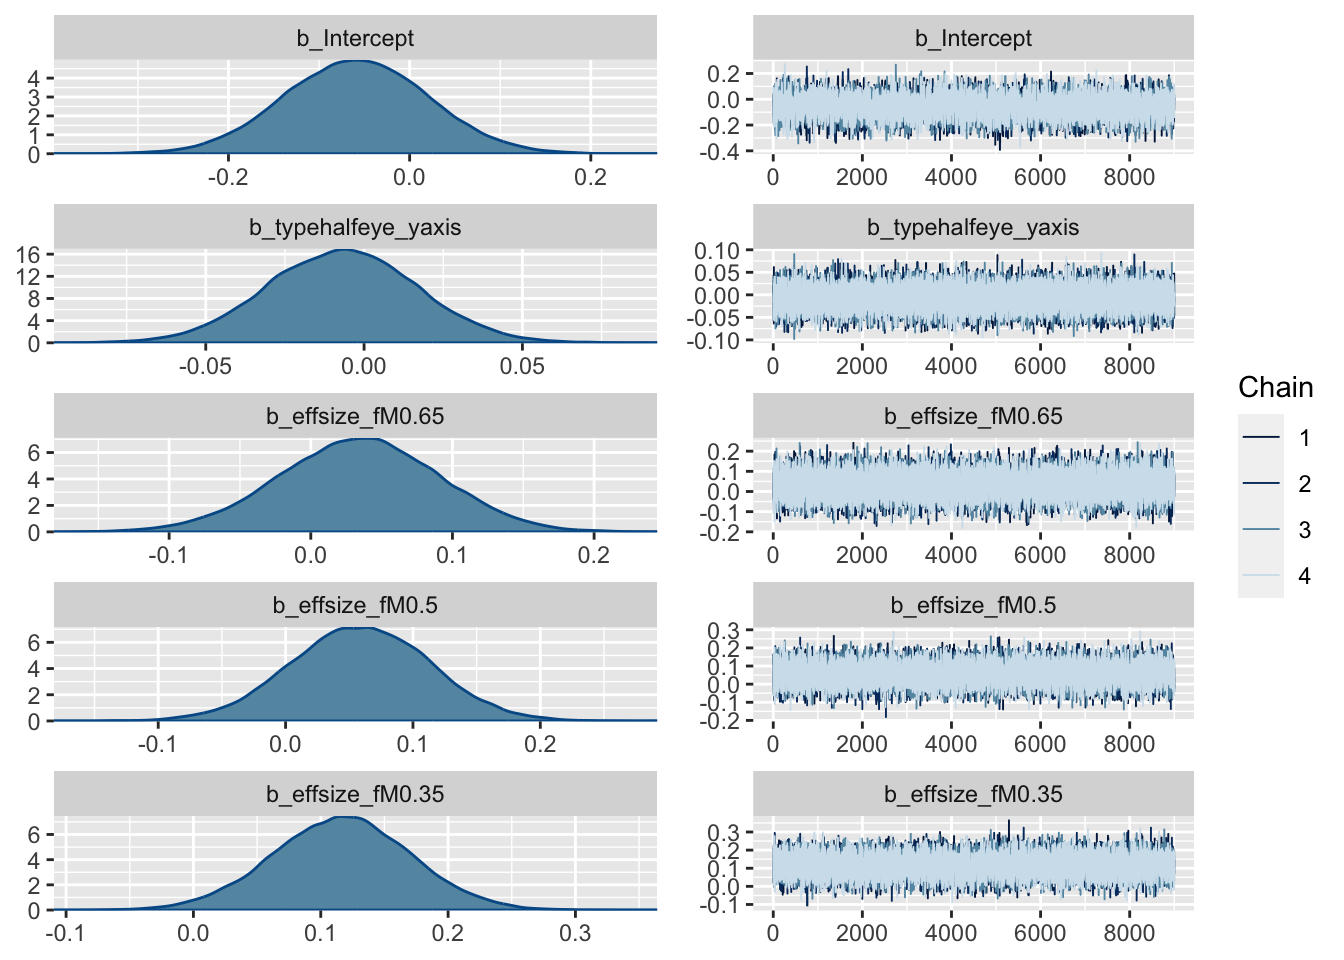 b_Intercept
4
3
2
1
0
-0.2 0.0 0.2
b_Intercept
0.2
0.0
-0.2
-0.4
0 2000 4000 6000 8000
b_typehalfeye_yaxis
16
12
8
4
0
-0.05 0.00 0.05
b_typehalfeye_yaxis
0.10
0.05
0.00
-0.05
-0.10
0 2000 4000 6000 8000
b_effsize_fM0.65
6
4
2
0
-0.1 0.0 0.1 0.2
b_effsize_fM0.65
0.2
0.1
0.0
-0.1
-0.2
0 2000 4000 6000 8000
b_effsize_fM0.5
6
4
2
0
-0.1 0.0 0.1 0.2
b_effsize_fM0.5
0.3
0.2
0.1
0.0
-0.1
-0.2
0 2000 4000 6000 8000
b_effsize_fM0.35
6
4
2
0
-0.1 0.0 0.1 0.2 0.3
b_effsize_fM0.35
0.3
0.2
0.1
0.0
-0.1
0 2000 4000 6000 8000
Chain
1
2
3
4